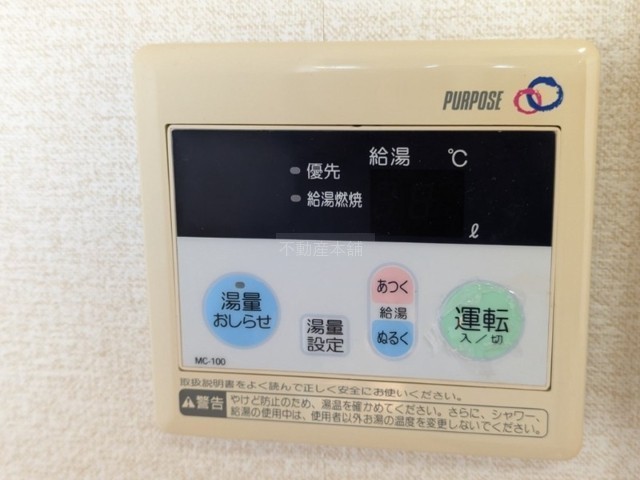 PURPOSE
給湯 ℃
優先
給湯燃焼
ℓ
不動産本舗
湯量
おしらせ
湯量
設定
あつく
給湯
ぬるく
運転
入/切
MC-100
取扱説明書をよく読んで正しく安全にお使いください。
警告
やけど防止のため、湯温を確かめてください。さらに、シャワー、
給湯の使用中は、使用者以外お湯の温度を変更しないでください。